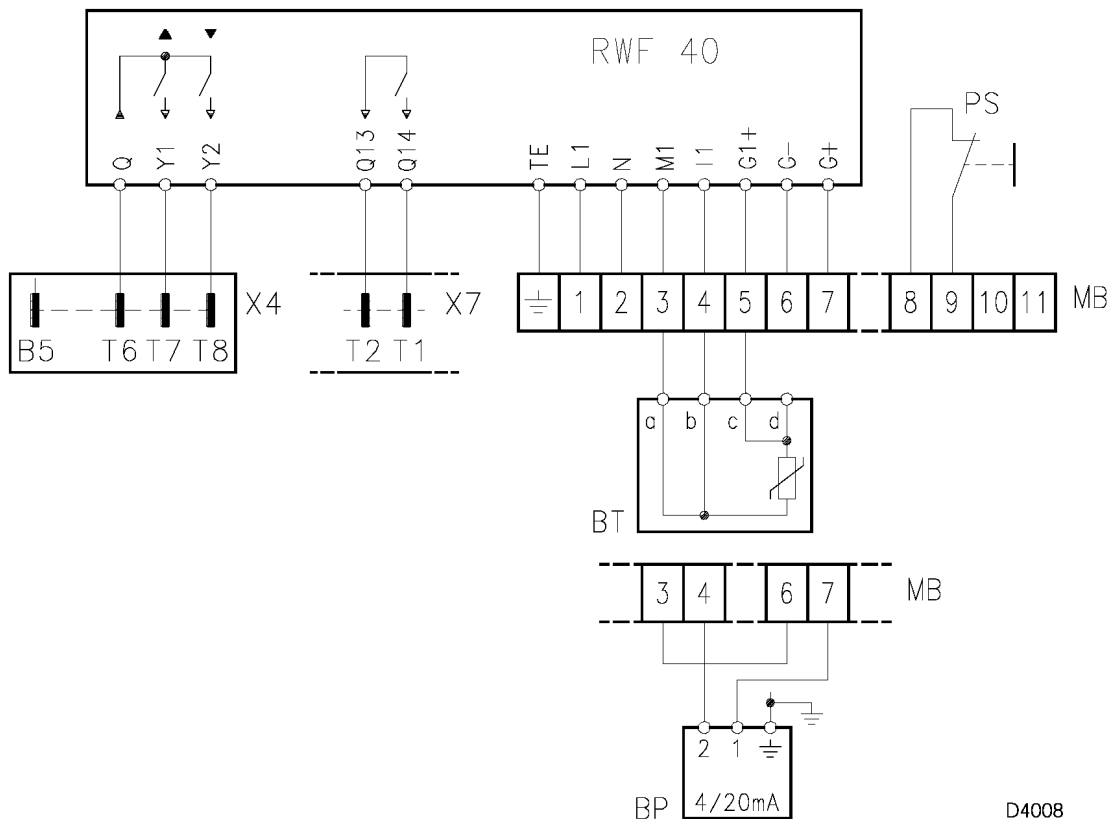 RWF 40
PS
Q Y1 Y2 Q13 Q14 TE L1 N M1 I1 G1+ G- G+
X4 X7 1 2 3 4 5 6 7 8 9 10 11 MB
B5 T6 T7 T8 T2 T1
a b c d
BT
3 4 6 7 MB
2 1
BP 4/20mA
D4008